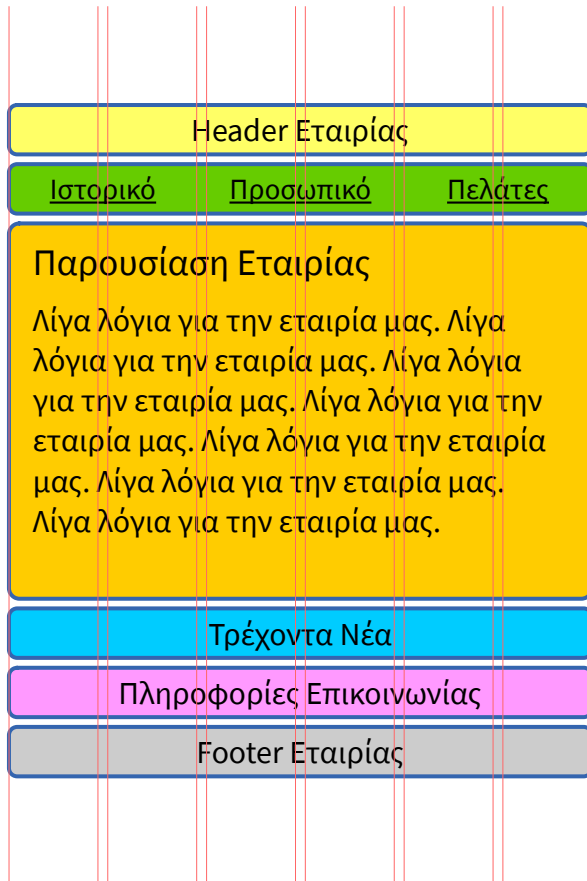 Header Εταιρίας
Ιστορικό Προσωπικό Πελάτες
Παρουσίαση Εταιρίας
Λίγα λόγια για την εταιρία μας. Λίγα
λόγια για την εταιρία μας. Λίγα λόγια
για την εταιρία μας. Λίγα λόγια για την
εταιρία μας. Λίγα λόγια για την εταιρία
μας. Λίγα λόγια για την εταιρία μας.
Λίγα λόγια για την εταιρία μας.
Τρέχοντα Νέα
Πληροφορίες Επικοινωνίας
Footer Εταιρίας